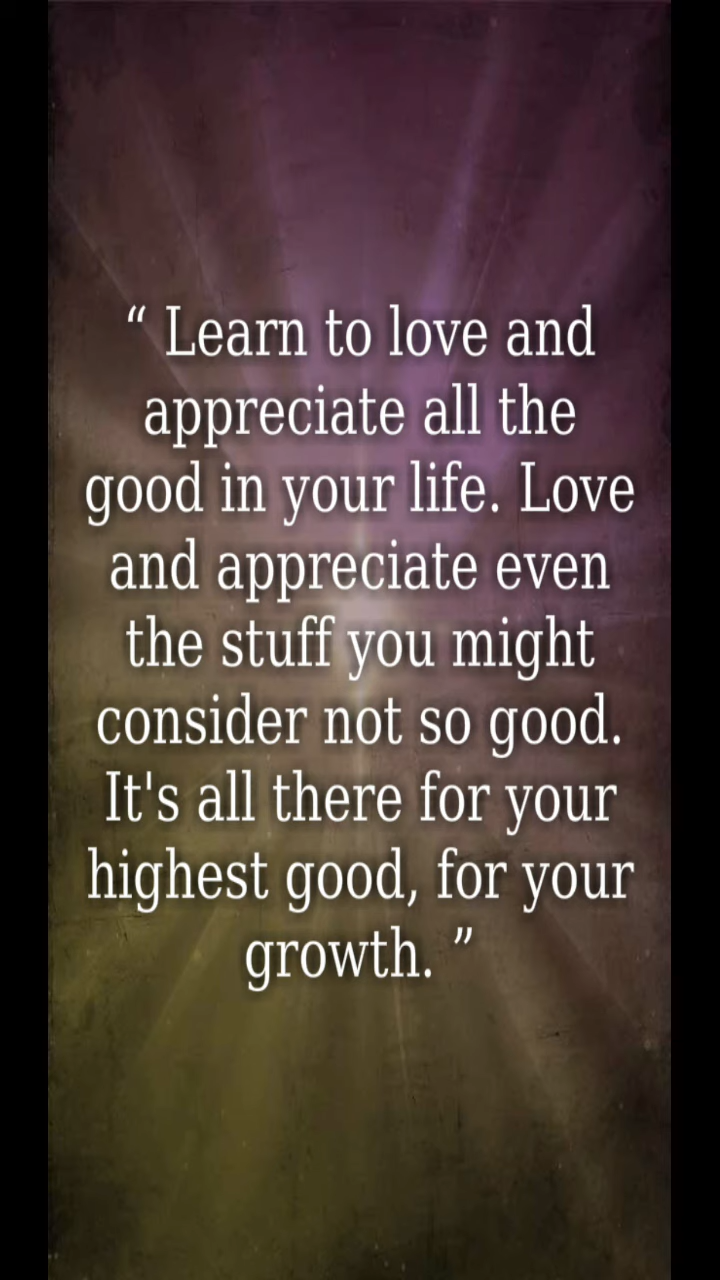 “ Learn to love and
appreciate all the
good in your life. Love
and appreciate even
the stuff you might
consider not so good.
It's all there for your
highest good, for your
growth. ”